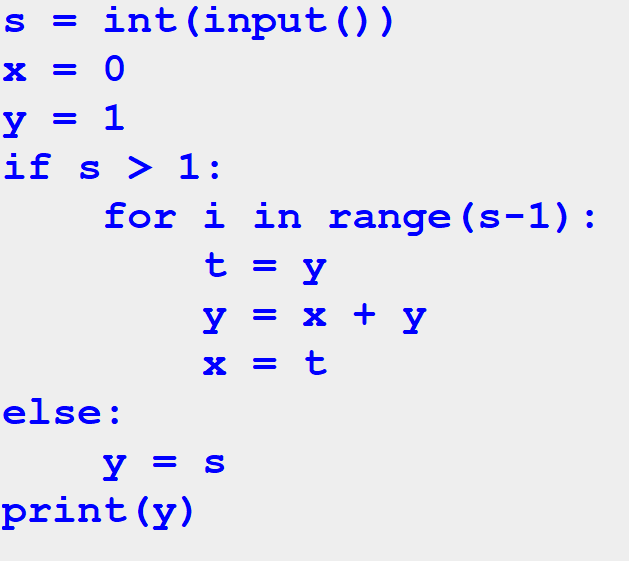 s = int(input())
x = 0
y = 1
if s > 1:
    for i in range(s-1):
        t = y
        y = x + y
        x = t
else:
    y = s
print(y)